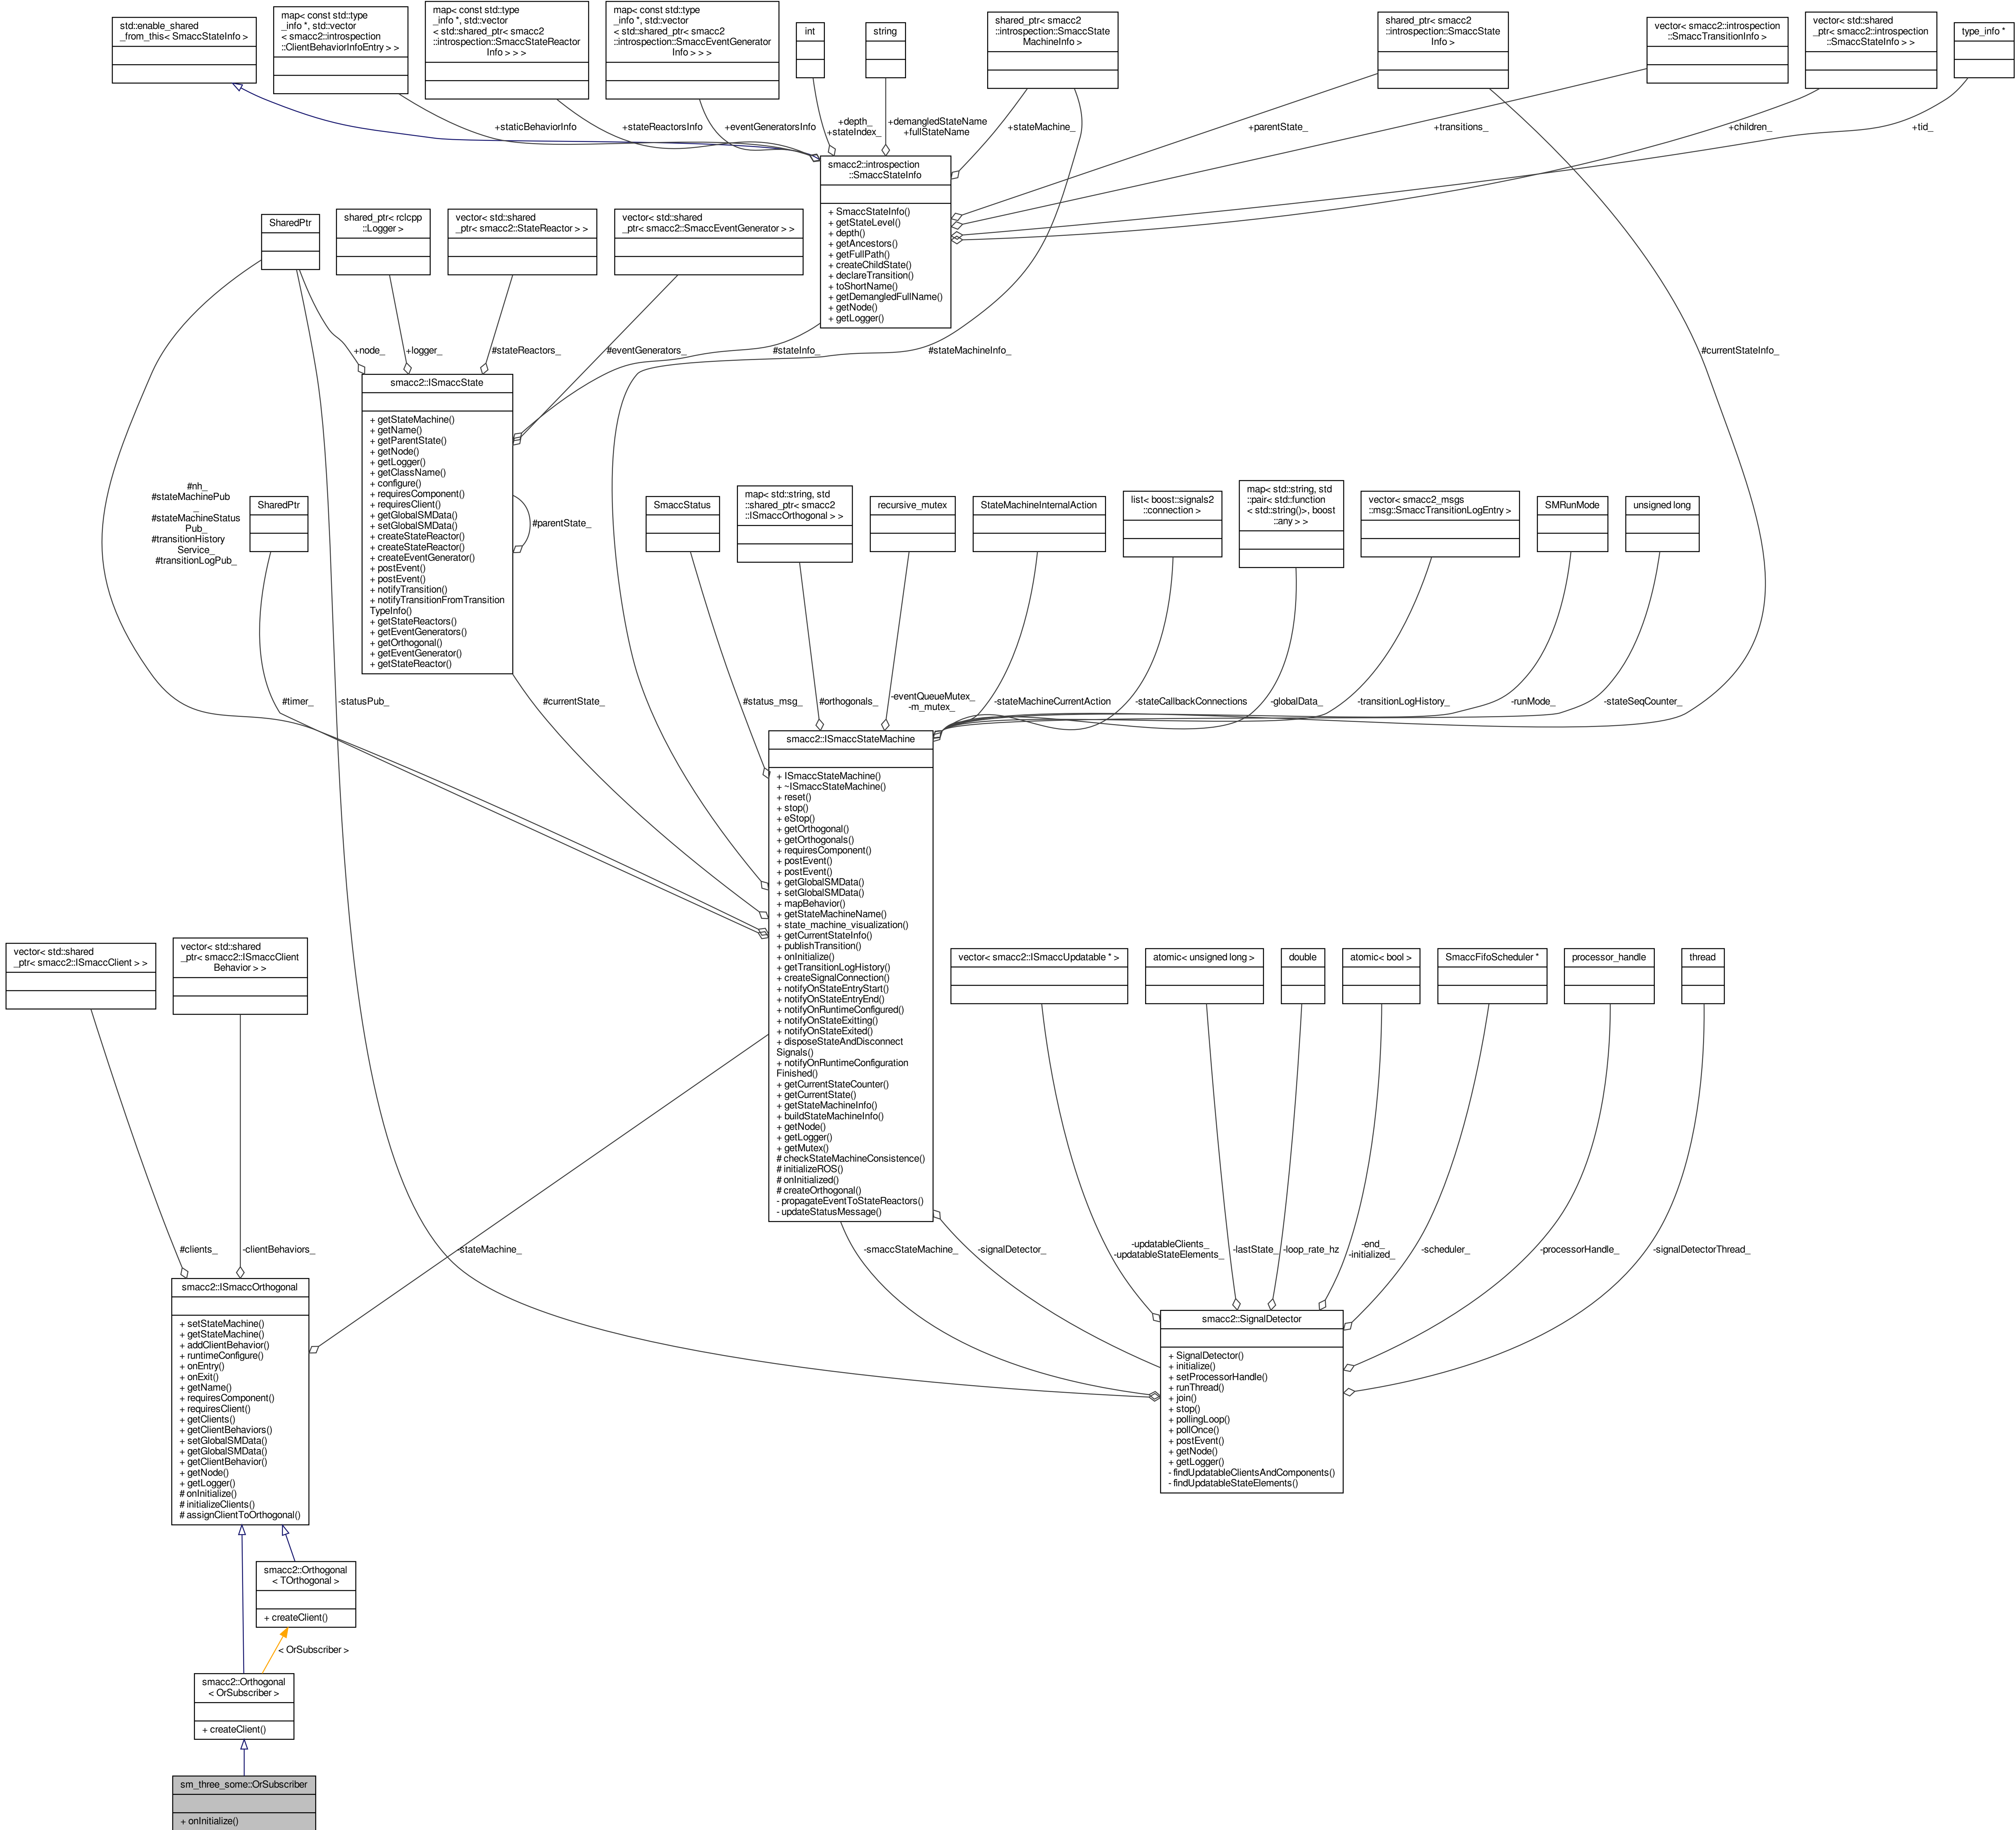 std::enable_shared
_from_this< SmaccStateInfo >
map< const std::type
_info *, std::vector
< smacc2::introspection
::ClientBehaviorInfoEntry > >
map< const std::type
_info *, std::vector
< std::shared_ptr< smacc2
::introspection::SmaccStateReactor
Info > > >
map< const std::type
_info *, std::vector
< std::shared_ptr< smacc2
::introspection::SmaccEventGenerator
Info > > >
int
string
shared_ptr< smacc2
::introspection::SmaccState
MachineInfo >
shared_ptr< smacc2
::introspection::SmaccState
Info >
vector< smacc2::introspection
::SmaccTransitionInfo >
vector< std::shared
_ptr< smacc2::introspection
::SmaccStateInfo > >
type_info *
+staticBehaviorInfo
+stateReactorsInfo
+eventGeneratorsInfo
+depth_
+stateIndex_
+demangledStateName
+fullStateName
+stateMachine_
+parentState_
+transitions_
+children_
+tid_
smacc2::introspection
::SmaccStateInfo
+ SmaccStateInfo()
+ getStateLevel()
+ depth()
+ getAncestors()
+ getFullPath()
+ createChildState()
+ declareTransition()
+ toShortName()
+ getDemangledFullName()
+ getNode()
+ getLogger()
SharedPtr
shared_ptr< rclcpp
::Logger >
vector< std::shared
_ptr< smacc2::StateReactor > >
vector< std::shared
_ptr< smacc2::SmaccEventGenerator > >
+node_
+logger_
#stateReactors_
#eventGenerators_
#stateInfo_
#stateMachineInfo_
#currentStateInfo_
smacc2::ISmaccState
+ getStateMachine()
+ getName()
+ getParentState()
+ getNode()
+ getLogger()
+ getClassName()
+ configure()
+ requiresComponent()
+ requiresClient()
+ getGlobalSMData()
+ setGlobalSMData()
+ createStateReactor()
+ createStateReactor()
+ createEventGenerator()
+ postEvent()
+ postEvent()
+ notifyTransition()
+ notifyTransitionFromTransition
TypeInfo()
+ getStateReactors()
+ getEventGenerators()
+ getOrthogonal()
+ getEventGenerator()
+ getStateReactor()
#parentState_
#nh_
#stateMachinePub
_
#stateMachineStatus
Pub_
#transitionHistory
Service_
#transitionLogPub_
SharedPtr
SmaccStatus
map< std::string, std
::shared_ptr< smacc2
::ISmaccOrthogonal > >
recursive_mutex
StateMachineInternalAction
list< boost::signals2
::connection >
map< std::string, std
::pair< std::function
< std::string()>, boost
::any > >
vector< smacc2_msgs
::msg::SmaccTransitionLogEntry >
SMRunMode
unsigned long
#timer_
-statusPub_
#currentState_
#status_msg_
#orthogonals_
-eventQueueMutex_
-m_mutex_
-stateMachineCurrentAction
-stateCallbackConnections
-globalData_
-transitionLogHistory_
-runMode_
-stateSeqCounter_
smacc2::ISmaccStateMachine
+ ISmaccStateMachine()
+ ~ISmaccStateMachine()
+ reset()
+ stop()
+ eStop()
+ getOrthogonal()
+ getOrthogonals()
+ requiresComponent()
+ postEvent()
+ postEvent()
+ getGlobalSMData()
+ setGlobalSMData()
+ mapBehavior()
+ getStateMachineName()
+ state_machine_visualization()
+ getCurrentStateInfo()
+ publishTransition()
+ onInitialize()
+ getTransitionLogHistory()
+ createSignalConnection()
+ notifyOnStateEntryStart()
+ notifyOnStateEntryEnd()
+ notifyOnRuntimeConfigured()
+ notifyOnStateExitting()
+ notifyOnStateExited()
+ disposeStateAndDisconnect
Signals()
+ notifyOnRuntimeConfiguration
Finished()
+ getCurrentStateCounter()
+ getCurrentState()
+ getStateMachineInfo()
+ buildStateMachineInfo()
+ getNode()
+ getLogger()
+ getMutex()
# checkStateMachineConsistence()
# initializeROS()
# onInitialized()
# createOrthogonal()
- propagateEventToStateReactors()
- updateStatusMessage()
vector< std::shared
_ptr< smacc2::ISmaccClient > >
vector< std::shared
_ptr< smacc2::ISmaccClient
Behavior > >
vector< smacc2::ISmaccUpdatable * >
atomic< unsigned long >
double
atomic< bool >
SmaccFifoScheduler *
processor_handle
thread
#clients_
-clientBehaviors_
-stateMachine_
-smaccStateMachine_
-signalDetector_
-updatableClients_
-updatableStateElements_
-lastState_
-loop_rate_hz
-end_
-initialized_
-scheduler_
-processorHandle_
-signalDetectorThread_
smacc2::ISmaccOrthogonal
+ setStateMachine()
+ getStateMachine()
+ addClientBehavior()
+ runtimeConfigure()
+ onEntry()
+ onExit()
+ getName()
+ requiresComponent()
+ requiresClient()
+ getClients()
+ getClientBehaviors()
+ setGlobalSMData()
+ getGlobalSMData()
+ getClientBehavior()
+ getNode()
+ getLogger()
# onInitialize()
# initializeClients()
# assignClientToOrthogonal()
smacc2::SignalDetector
+ SignalDetector()
+ initialize()
+ setProcessorHandle()
+ runThread()
+ join()
+ stop()
+ pollingLoop()
+ pollOnce()
+ postEvent()
+ getNode()
+ getLogger()
- findUpdatableClientsAndComponents()
- findUpdatableStateElements()
smacc2::Orthogonal
< TOrthogonal >
+ createClient()
< OrSubscriber >
smacc2::Orthogonal
< OrSubscriber >
+ createClient()
sm_three_some::OrSubscriber
+ onInitialize()